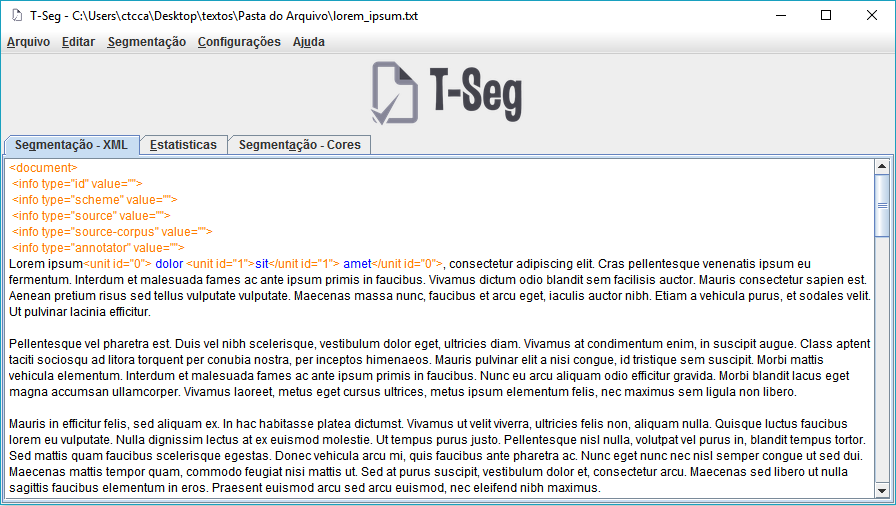 T-Seg - C:\Users\ctcca\Desktop\textos\Pasta do Arquivo\lorem_ipsum.txt
Arquivo Editar Segmentação Configurações Ajuda
T-Seg
Segmentação - XML Estatisticas Segmentação - Cores
<document>
<info type="id" value="">
<info type="scheme" value="">
<info type="source" value="">
<info type="source-corpus" value="">
<info type="annotator" value="">
Lorem ipsum<unit id="0"> dolor <unit id="1">sit</unit id="1"> amet</unit id="0">, consectetur adipiscing elit. Cras pellentesque venenatis ipsum eu
fermentum. Interdum et malesuada fames ac ante ipsum primis in faucibus. Vivamus dictum odio blandit sem facilisis auctor. Mauris consectetur sapien est.
Aenean pretium risus sed tellus vulputate vulputate. Maecenas massa nunc, faucibus et arcu eget, iaculis auctor nibh. Etiam a vehicula purus, et sodales velit.
Ut pulvinar lacinia efficitur.
Pellentesque vel pharetra est. Duis vel nibh scelerisque, vestibulum dolor eget, ultricies diam. Vivamus at condimentum enim, in suscipit augue. Class aptent
taciti sociosqu ad litora torquent per conubia nostra, per inceptos himenaeos. Mauris pulvinar elit a nisi congue, id tristique sem suscipit. Morbi mattis
vehicula elementum. Interdum et malesuada fames ac ante ipsum primis in faucibus. Nunc eu arcu aliquam odio efficitur gravida. Morbi blandit lacus eget
magna accumsan ullamcorper. Vivamus laoreet, metus eget cursus ultrices, metus ipsum elementum felis, nec maximus sem ligula non libero.
Mauris in efficitur felis, sed aliquam ex. In hac habitasse platea dictumst. Vivamus ut velit viverra, ultricies felis non, aliquam nulla. Quisque luctus faucibus
lorem eu vulputate. Nulla dignissim lectus at ex euismod molestie. Ut tempus purus justo. Pellentesque nisl nulla, volutpat vel purus in, blandit tempus tortor.
Sed mattis quam faucibus scelerisque egestas. Donec vehicula arcu mi, quis faucibus ante pharetra ac. Nunc eget nunc nec nisl semper congue ut sed dui.
Maecenas mattis tempor quam, commodo feugiat nisi mattis ut. Sed at purus suscipit, vestibulum dolor et, consectetur arcu. Maecenas sed libero ut nulla
sagittis faucibus elementum in eros. Praesent euismod arcu sed arcu euismod, nec eleifend nibh maximus.